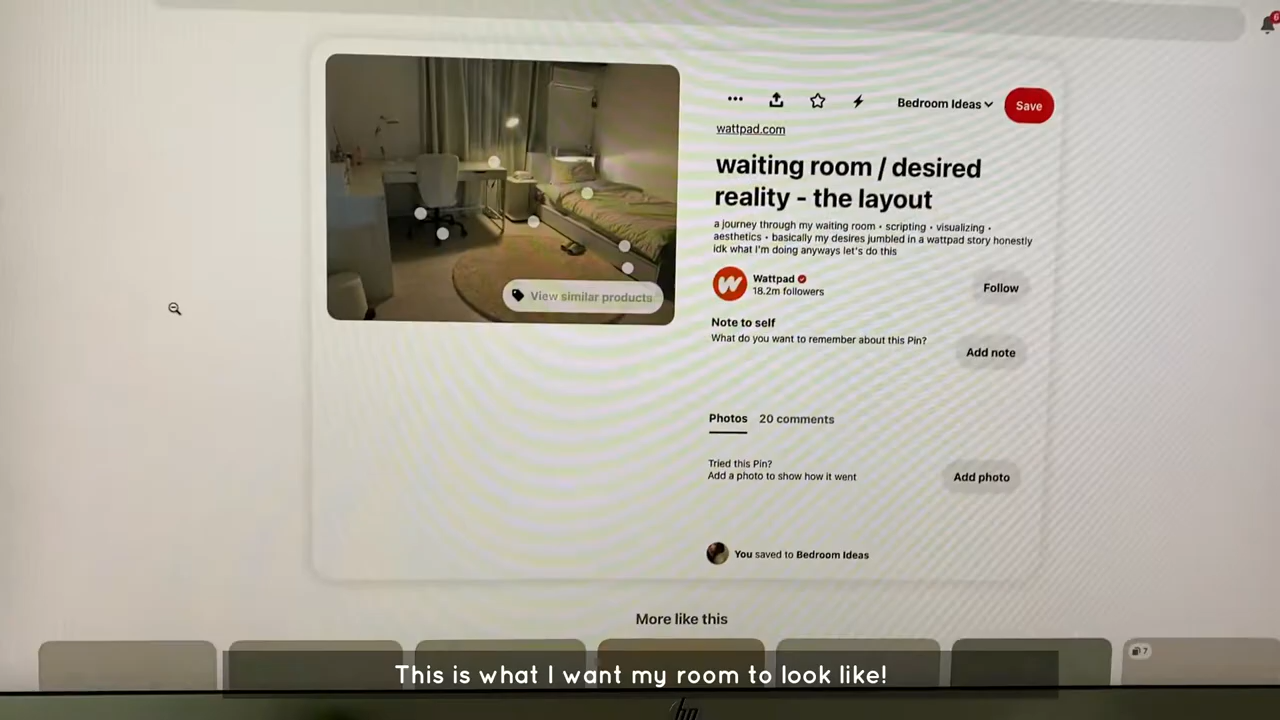 6
Bedroom Ideas
Save
wattpad.com
waiting room / desired
reality - the layout
a journey through my waiting room • scripting • visualizing •
aesthetics • basically my desires jumbled in a wattpad story honestly
idk what I'm doing anyways let's do this
Wattpad
18.2m followers
Follow
Note to self
What do you want to remember about this Pin?
Add note
View similar products
Photos
20 comments
Tried this Pin?
Add a photo to show how it went
Add photo
You saved to Bedroom Ideas
More like this
7
This is what I want my room to look like!
hp